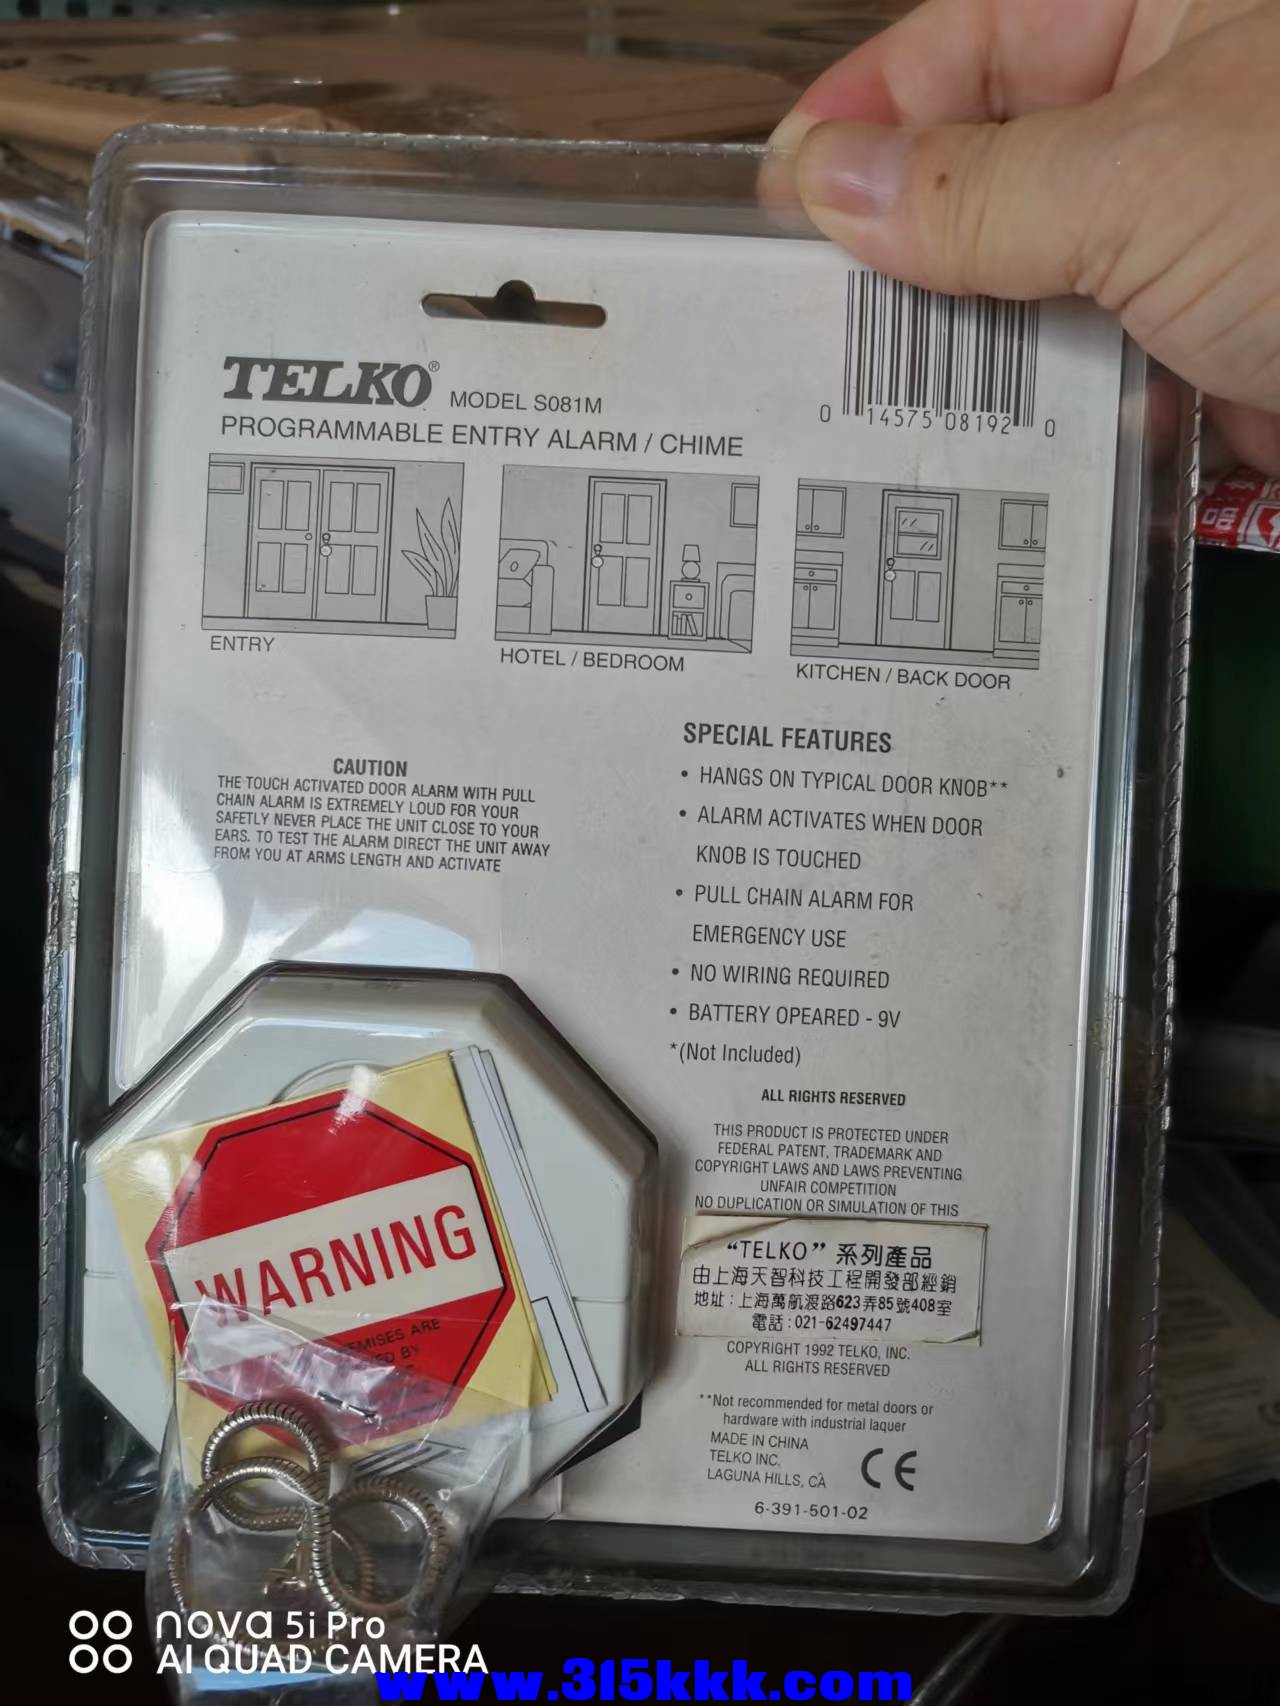 TELKO® MODEL S081M
PROGRAMMABLE ENTRY ALARM / CHIME
0 14575 08192 0
ENTRY
HOTEL / BEDROOM
KITCHEN / BACK DOOR
CAUTION
THE TOUCH ACTIVATED DOOR ALARM WITH PULL
CHAIN ALARM IS EXTREMELY LOUD FOR YOUR
SAFETLY NEVER PLACE THE UNIT CLOSE TO YOUR
EARS. TO TEST THE ALARM DIRECT THE UNIT AWAY
FROM YOU AT ARMS LENGTH AND ACTIVATE
SPECIAL FEATURES
• HANGS ON TYPICAL DOOR KNOB**
• ALARM ACTIVATES WHEN DOOR
KNOB IS TOUCHED
• PULL CHAIN ALARM FOR
EMERGENCY USE
• NO WIRING REQUIRED
• BATTERY OPEARED - 9V
*(Not Included)
ALL RIGHTS RESERVED
THIS PRODUCT IS PROTECTED UNDER
FEDERAL PATENT, TRADEMARK AND
COPYRIGHT LAWS AND LAWS PREVENTING
UNFAIR COMPETITION
NO DUPLICATION OR SIMULATION OF THIS
“TELKO” 系列產品
由上海天智科技工程開發部經銷
地址：上海萬航渡路623弄85號408室
電話：021-62497447
COPYRIGHT 1992 TELKO, INC.
ALL RIGHTS RESERVED
**Not recommended for metal doors or
hardware with industrial laquer
MADE IN CHINA
TELKO INC.
LAGUNA HILLS, CA
CE
6-391-501-02
WARNING
ARE
BY
nova 5i Pro
AI QUAD CAMERA
www.315kkk.com